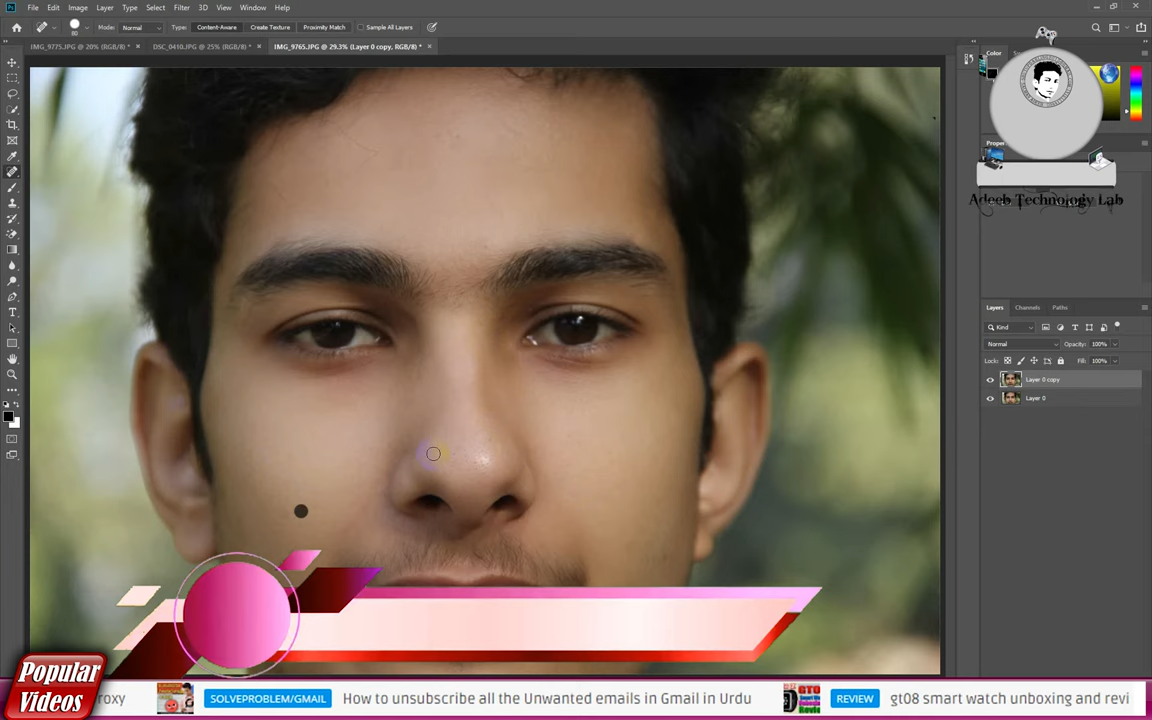 Ps File Edit Image Layer Type Select Filter 3D View Window Help
80 Mode: Normal Type: Content-Aware Create Texture Proximity Match Sample All Layers
IMG_9775.JPG @ 20% (RGB/8) * × DSC_0410.JPG @ 25% (RGB/8) * × IMG_9765.JPG @ 29.3% (Layer 0 copy, RGB/8) * ×
Color
Proper
Adeeb Technology Lab
Layers Channels Paths
Kind
Normal Opacity: 100%
Lock: Fill: 100%
Layer 0 copy
Layer 0
Popular
Videos
roxy SOLVEPROBLEM/GMAIL How to unsubscribe all the Unwanted emails in Gmail in Urdu REVIEW gt08 smart watch unboxing and revi